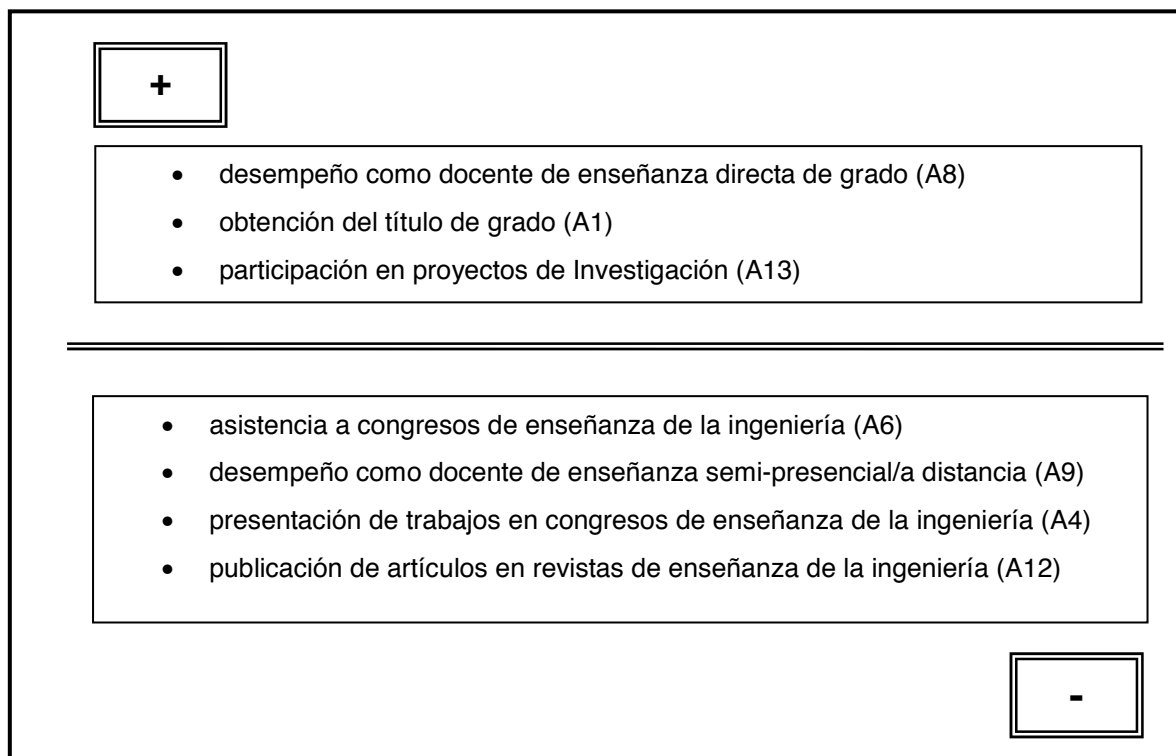 +
• desempeño como docente de enseñanza directa de grado (A8)
• obtención del título de grado (A1)
• participación en proyectos de Investigación (A13)
• asistencia a congresos de enseñanza de la ingeniería (A6)
• desempeño como docente de enseñanza semi-presencial/a distancia (A9)
• presentación de trabajos en congresos de enseñanza de la ingeniería (A4)
• publicación de artículos en revistas de enseñanza de la ingeniería (A12)
-